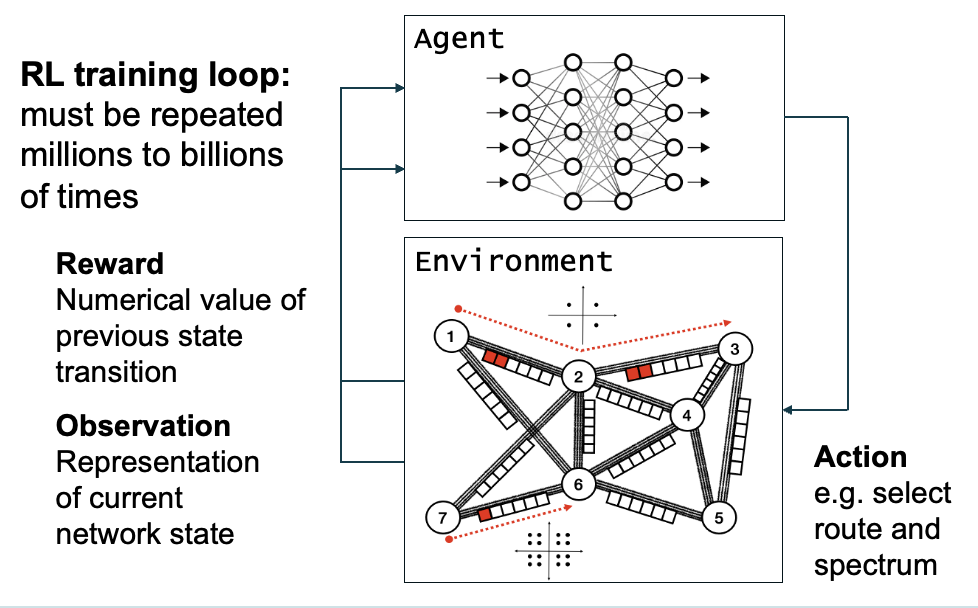 RL training loop:
must be repeated
millions to billions
of times
Reward
Numerical value of
previous state
transition
Observation
Representation
of current
network state
Agent
Environment
1
2
3
4
6
7
5
Action
e.g. select
route and
spectrum